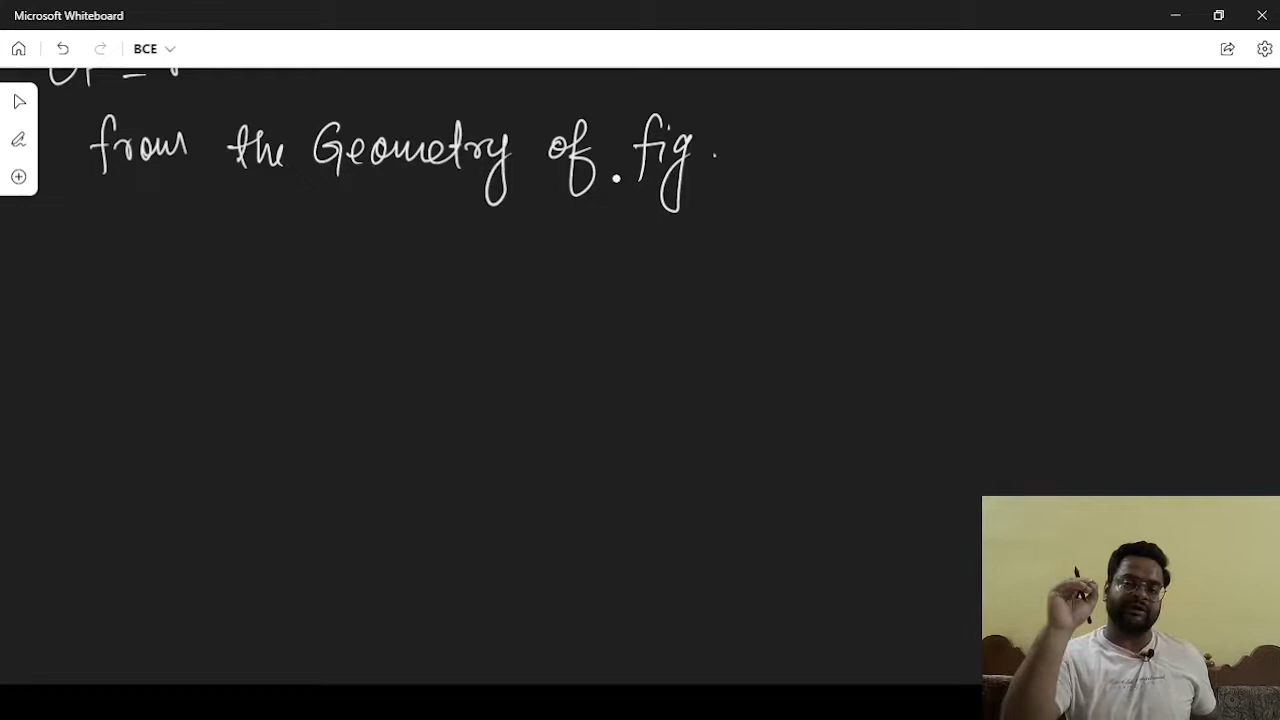 Microsoft Whiteboard
BCE
from the Geometry of . fig .